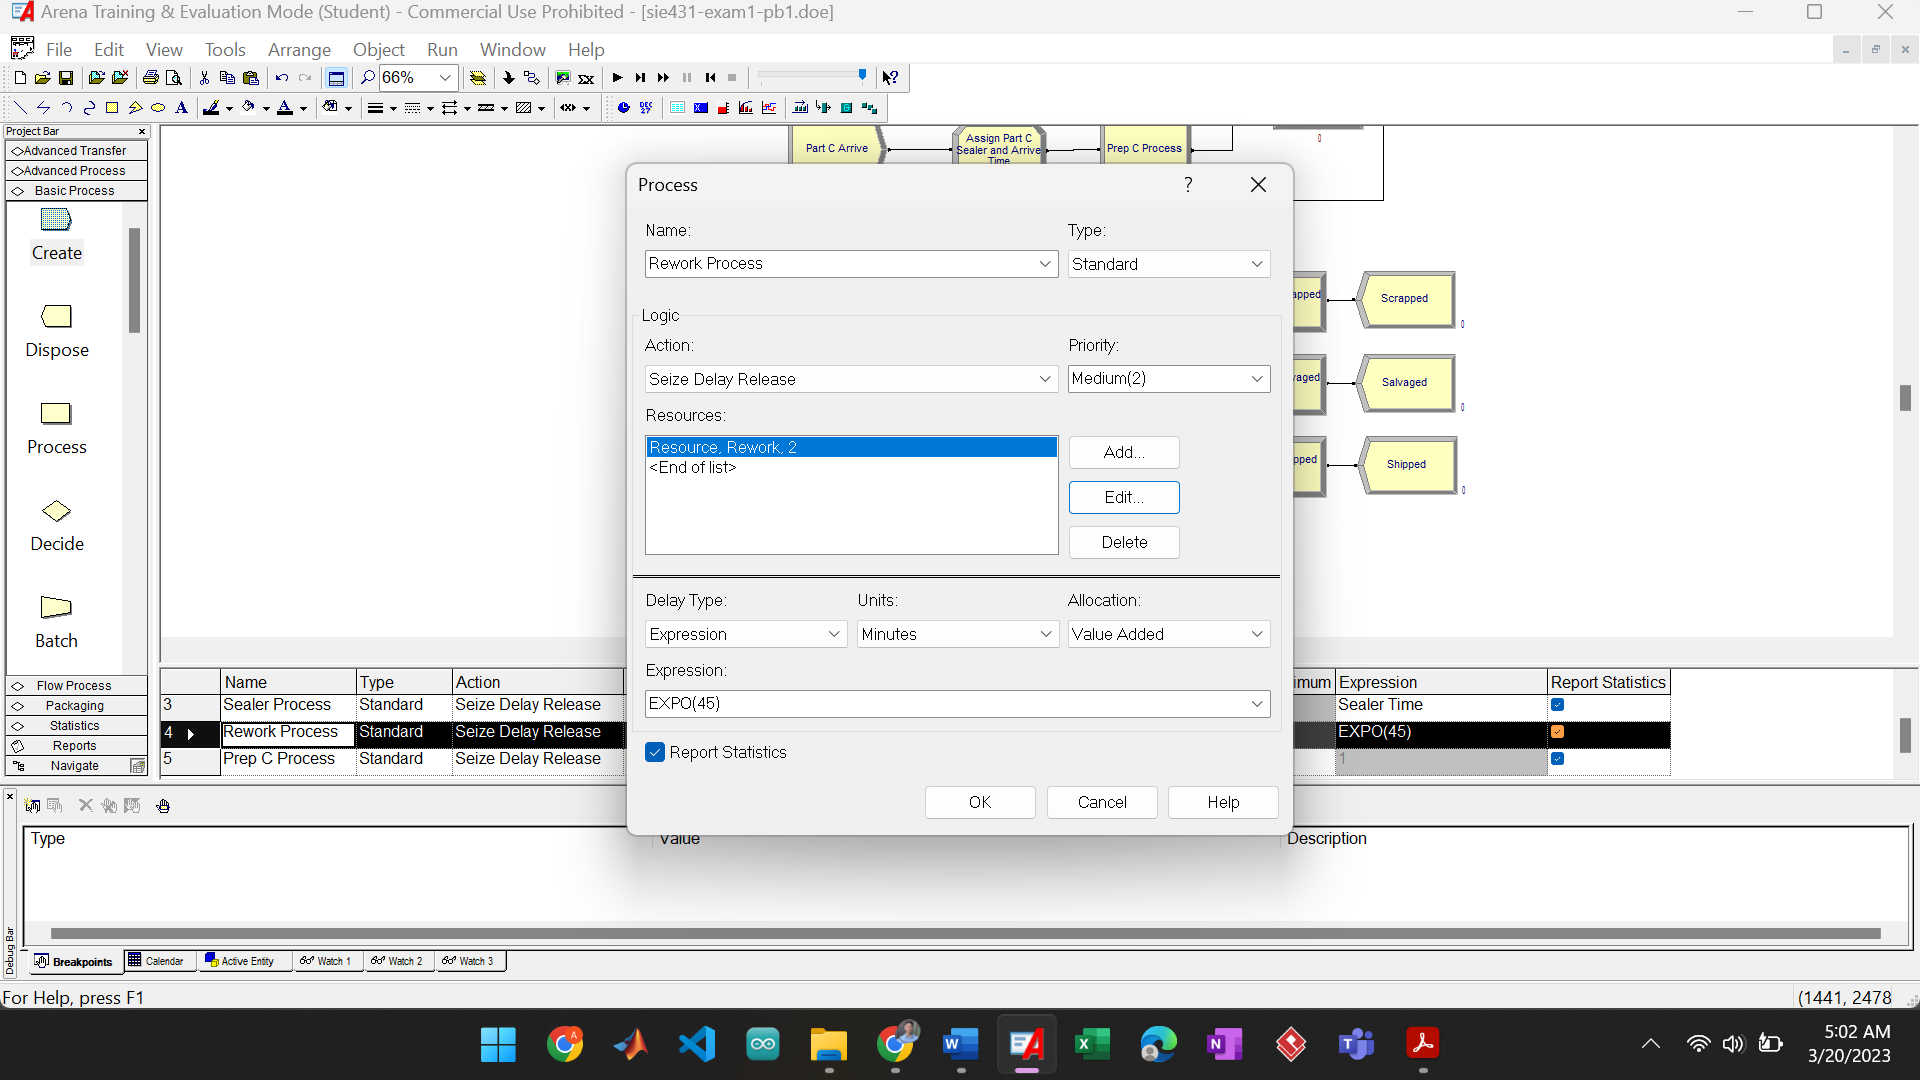 Arena Training & Evaluation Mode (Student) - Commercial Use Prohibited - [sie431-exam1-pb1.doe]
File Edit View Tools Arrange Object Run Window Help
66%
Project Bar
Advanced Transfer
Advanced Process
Basic Process
Create
Dispose
Process
Decide
Batch
Flow Process
Packaging
Statistics
Reports
Navigate
Part C Arrive
Assign Part C
Sealer and Arrive
Time
Prep C Process
0
apped
Scrapped
0
vaged
Salvaged
0
pped
Shipped
0
Process
Name:
Type:
Rework Process
Standard
Logic
Action:
Priority:
Seize Delay Release
Medium(2)
Resources:
Resource, Rework, 2
<End of list>
Add...
Edit...
Delete
Delay Type:
Units:
Allocation:
Expression
Minutes
Value Added
Expression:
EXPO(45)
Report Statistics
OK
Cancel
Help
Name Type Action imum Expression Report Statistics
3 Sealer Process Standard Seize Delay Release Sealer Time
4 Rework Process Standard Seize Delay Release EXPO(45)
5 Prep C Process Standard Seize Delay Release 1
Type Value Description
Debug Bar
Breakpoints Calendar Active Entity Watch 1 Watch 2 Watch 3
For Help, press F1
(1441, 2478
5:02 AM
3/20/2023